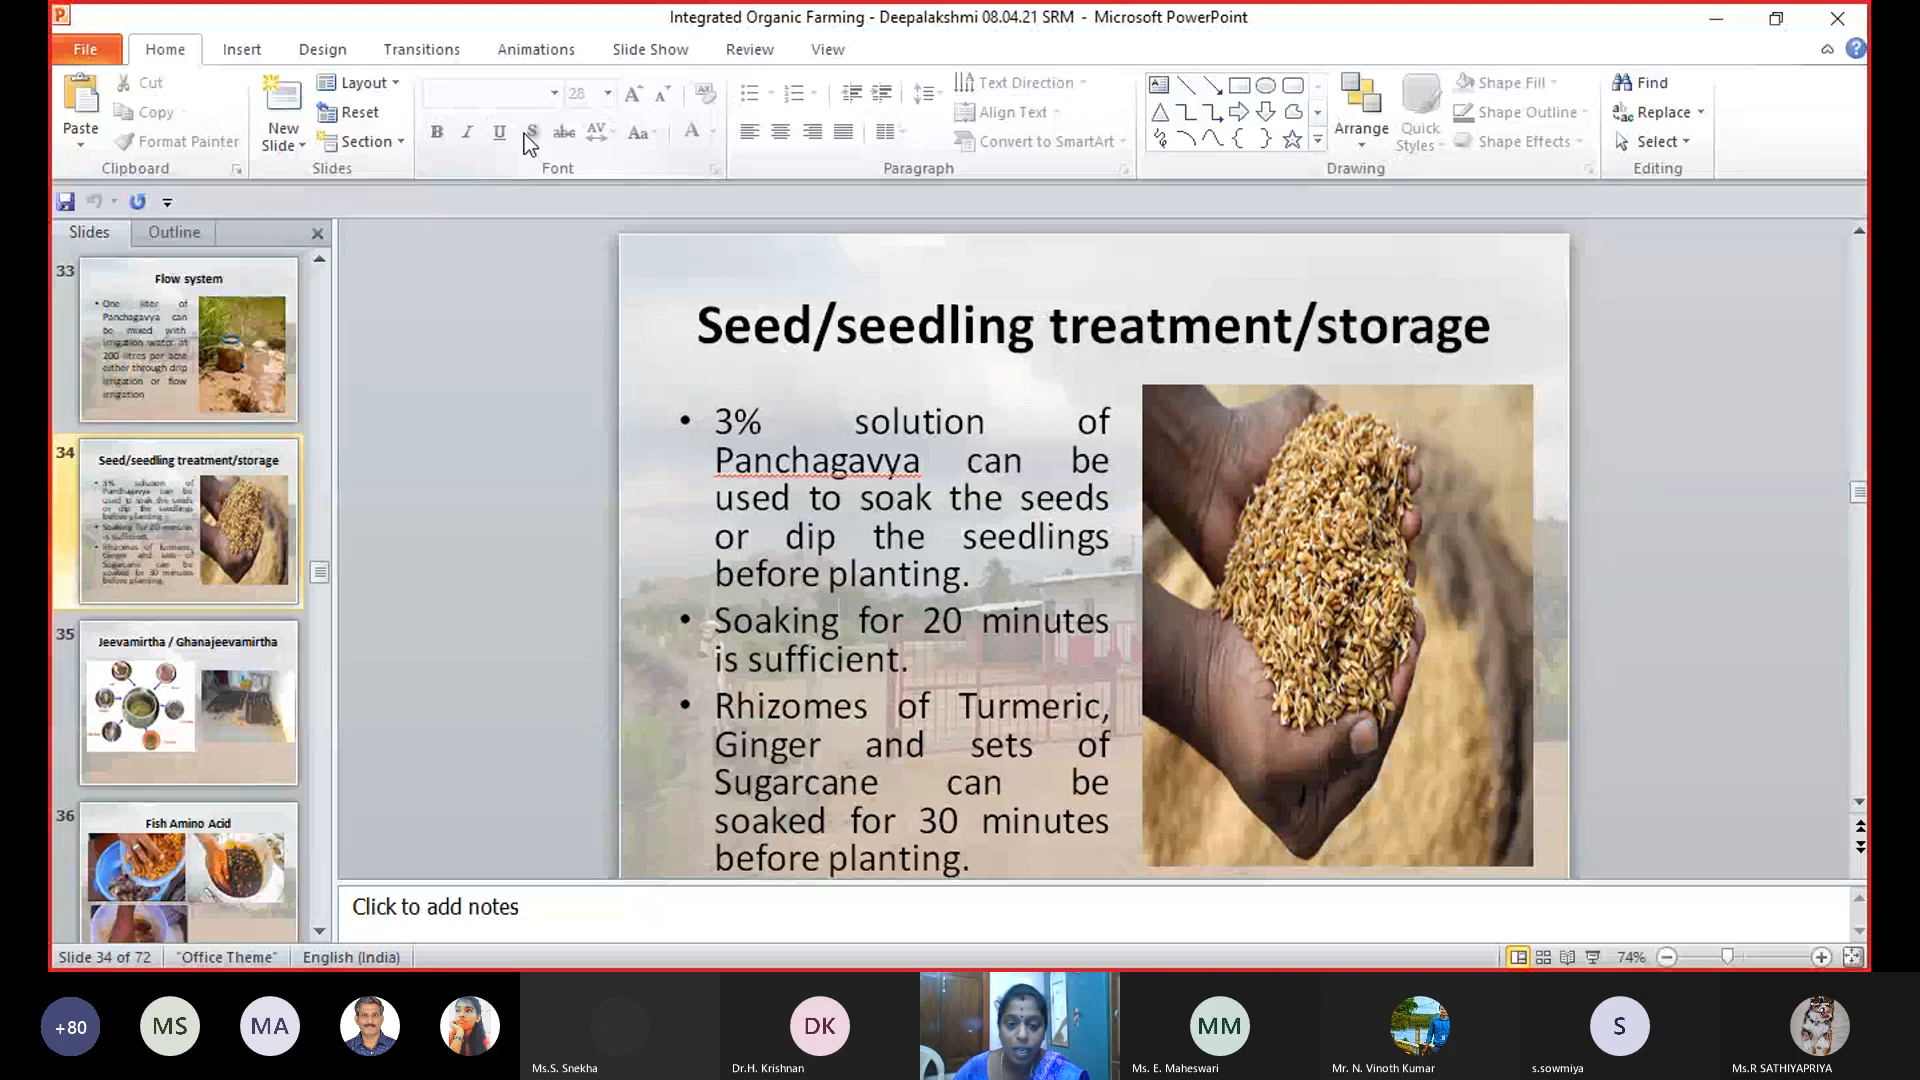 Integrated Organic Farming - Deepalakshmi 08.04.21 SRM - Microsoft PowerPoint
File Home Insert Design Transitions Animations Slide Show Review View
Paste
Cut
Copy
Format Painter
Clipboard
New
Slide
Layout
Reset
Section
Slides
28
Font
Text Direction
Align Text
Convert to SmartArt
Paragraph
Arrange
Quick
Styles
Shape Fill
Shape Outline
Shape Effects
Drawing
Find
Replace
Select
Editing
Slides Outline
33
Flow system
• One liter of
Panchagavya can
be mixed with
irrigation water at
200 litres per acre
either through drip
irrigation or flow
irrigation
34
Seed/seedling treatment/storage
• 3% solution of
Panchagavya can be
used to soak the seeds
or dip the seedlings
before planting.
• Soaking for 20 minutes
is sufficient.
• Rhizomes of Turmeric,
Ginger and sets of
Sugarcane can be
soaked for 30 minutes
before planting.
35
Jeevamirtha / Ghanajeevamirtha
36
Fish Amino Acid
Seed/seedling treatment/storage
• 3% solution of
Panchagavya can be
used to soak the seeds
or dip the seedlings
before planting.
• Soaking for 20 minutes
is sufficient.
• Rhizomes of Turmeric,
Ginger and sets of
Sugarcane can be
soaked for 30 minutes
before planting.
Click to add notes
Slide 34 of 72 "Office Theme" English (India) 74%
+80 MS MA DK MM S
Ms.S. Snekha Dr.H. Krishnan Ms. E. Maheswari Mr. N. Vinoth Kumar s.sowmiya Ms.R SATHIYAPRIYA